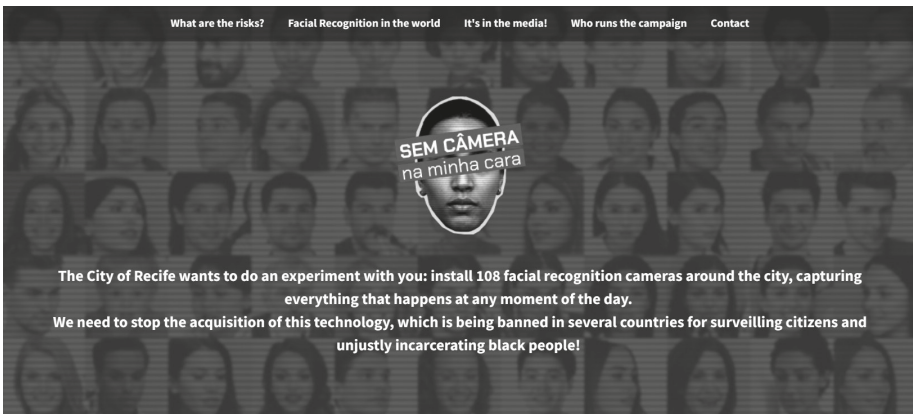 What are the risks? Facial Recognition in the world It's in the media! Who runs the campaign Contact
SEM CÂMERA
na minha cara
The City of Recife wants to do an experiment with you: install 108 facial recognition cameras around the city, capturing
everything that happens at any moment of the day.
We need to stop the acquisition of this technology, which is being banned in several countries for surveilling citizens and
unjustly incarcerating black people!